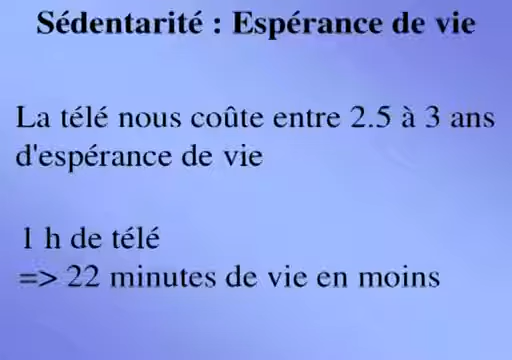 Sédentarité : Espérance de vie
La télé nous coûte entre 2.5 à 3 ans
d'espérance de vie
1 h de télé
=> 22 minutes de vie en moins